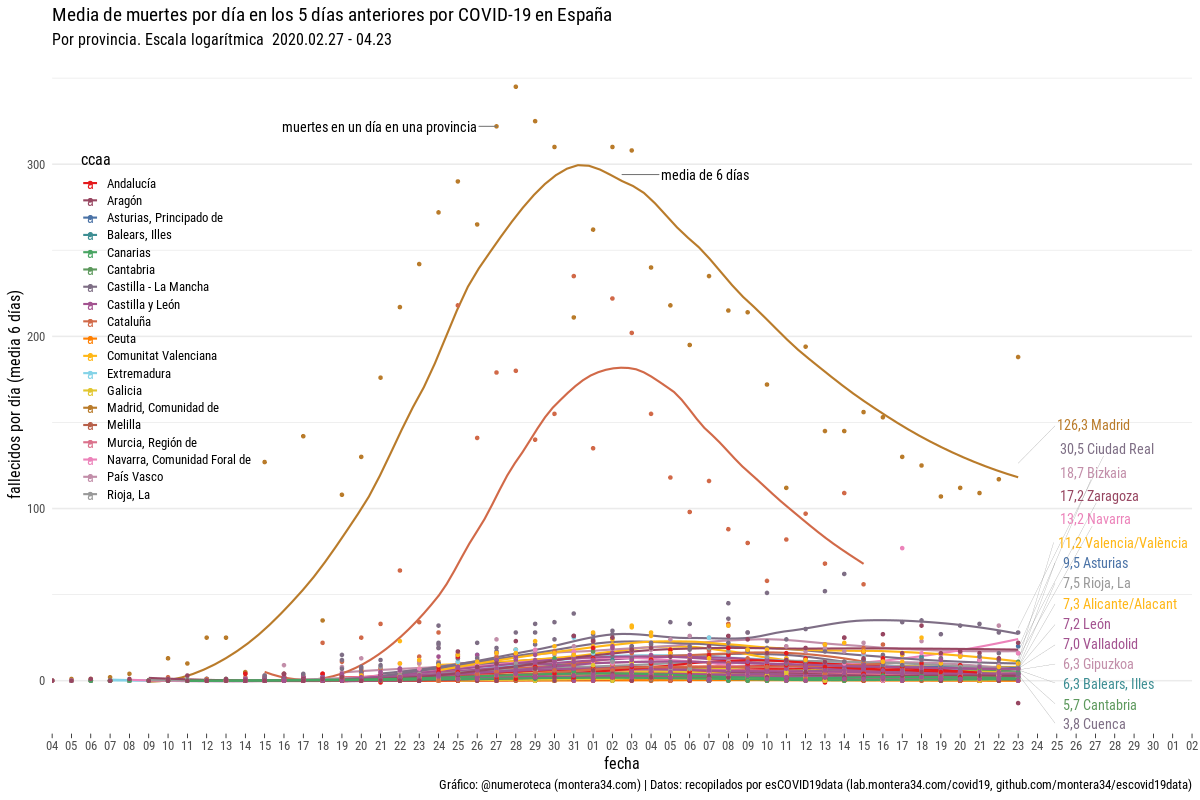 Media de muertes por día en los 5 días anteriores por COVID-19 en España
Por provincia. Escala logarítmica  2020.02.27 - 04.23
muertes en un día en una provincia
media de 6 días
ccaa
Andalucía
Aragón
Asturias, Principado de
Balears, Illes
Canarias
Cantabria
Castilla - La Mancha
Castilla y León
Cataluña
Ceuta
Comunitat Valenciana
Extremadura
Galicia
Madrid, Comunidad de
Melilla
Murcia, Región de
Navarra, Comunidad Foral de
País Vasco
Rioja, La
fallecidos por día (media 6 días)
300
200
100
0
126,3 Madrid
30,5 Ciudad Real
18,7 Bizkaia
17,2 Zaragoza
13,2 Navarra
11,2 Valencia/València
9,5 Asturias
7,5 Rioja, La
7,3 Alicante/Alacant
7,2 León
7,0 Valladolid
6,3 Gipuzkoa
6,3 Balears, Illes
5,7 Cantabria
3,8 Cuenca
04 05 06 07 08 09 10 11 12 13 14 15 16 17 18 19 20 21 22 23 24 25 26 27 28 29 30 31 01 02 03 04 05 06 07 08 09 10 11 12 13 14 15 16 17 18 19 20 21 22 23 24 25 26 27 28 29 30 01 02
fecha
Gráfico: @numeroteca (montera34.com) | Datos: recopilados por esCOVID19data (lab.montera34.com/covid19, github.com/montera34/escovid19data)